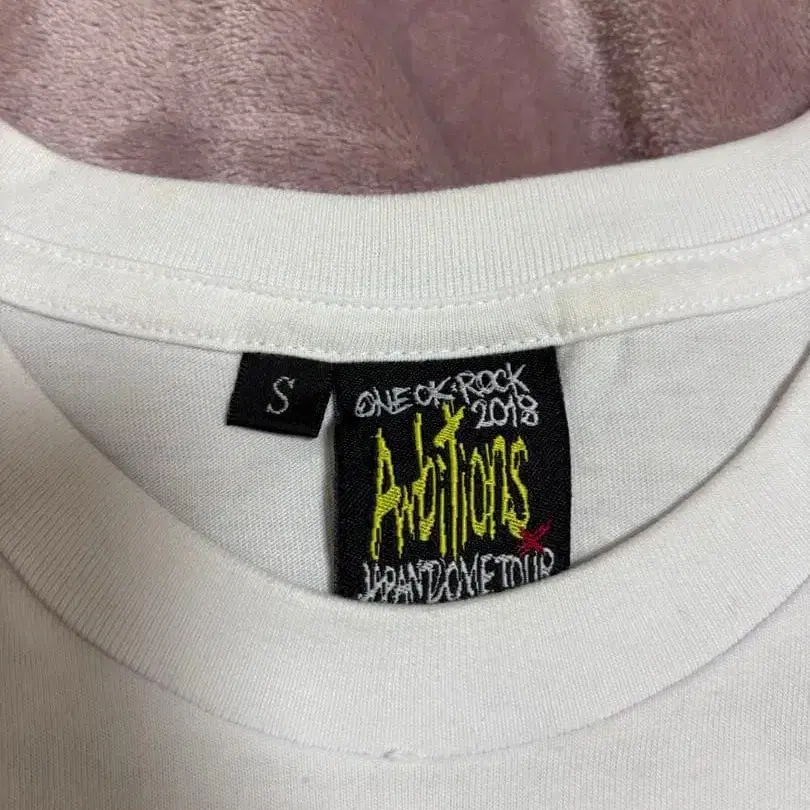 S
ONE OK ROCK
2018
Ambitions
JAPAN DOME TOUR